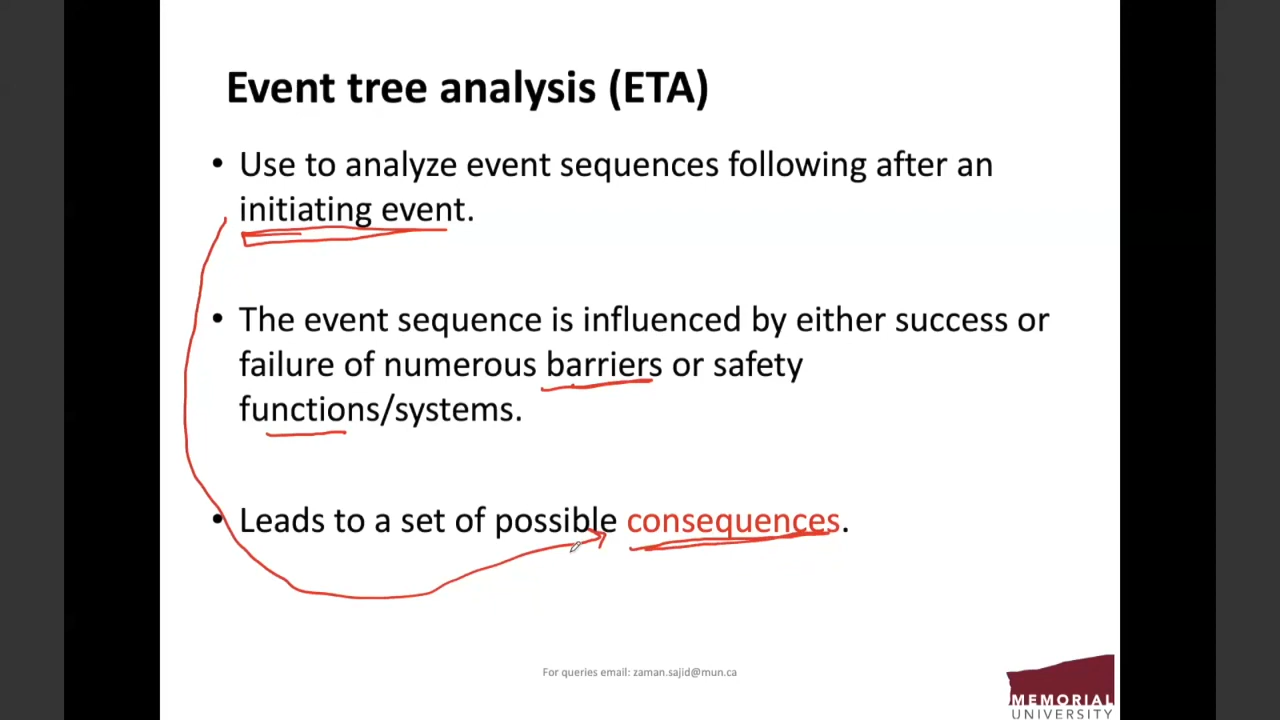 Event tree analysis (ETA)
• Use to analyze event sequences following after an
initiating event.
• The event sequence is influenced by either success or
failure of numerous barriers or safety
functions/systems.
• Leads to a set of possible consequences.
For queries email: zaman.sajid@mun.ca
MEMORIAL
UNIVERSITY